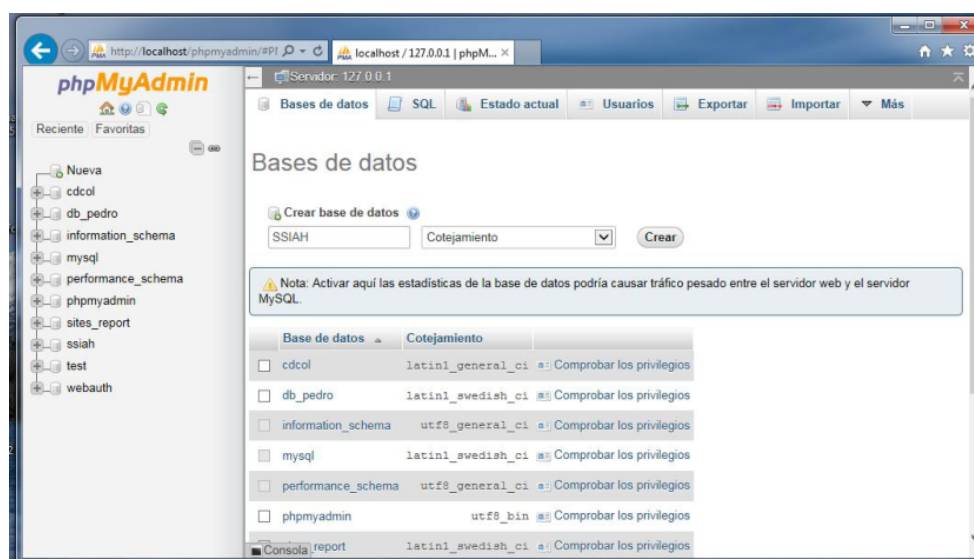 http://localhost/phpmyadmin/#PI
localhost / 127.0.0.1 | phpM...
phpMyAdmin
Reciente Favoritas
Nueva
cdcol
db_pedro
information_schema
mysql
performance_schema
phpmyadmin
sites_report
ssiah
test
webauth
Servidor: 127.0.0.1
Bases de datos SQL Estado actual Usuarios Exportar Importar Más
Bases de datos
Crear base de datos
SSIAH Cotejamiento Crear
Nota: Activar aquí las estadísticas de la base de datos podría causar tráfico pesado entre el servidor web y el servidor
MySQL.
Base de datos Cotejamiento
cdcol latin1_general_ci Comprobar los privilegios
db_pedro latin1_swedish_ci Comprobar los privilegios
information_schema utf8_general_ci Comprobar los privilegios
mysql latin1_swedish_ci Comprobar los privilegios
performance_schema utf8_general_ci Comprobar los privilegios
phpmyadmin utf8_bin Comprobar los privilegios
_report latin1_swedish_ci Comprobar los privilegios
Consola